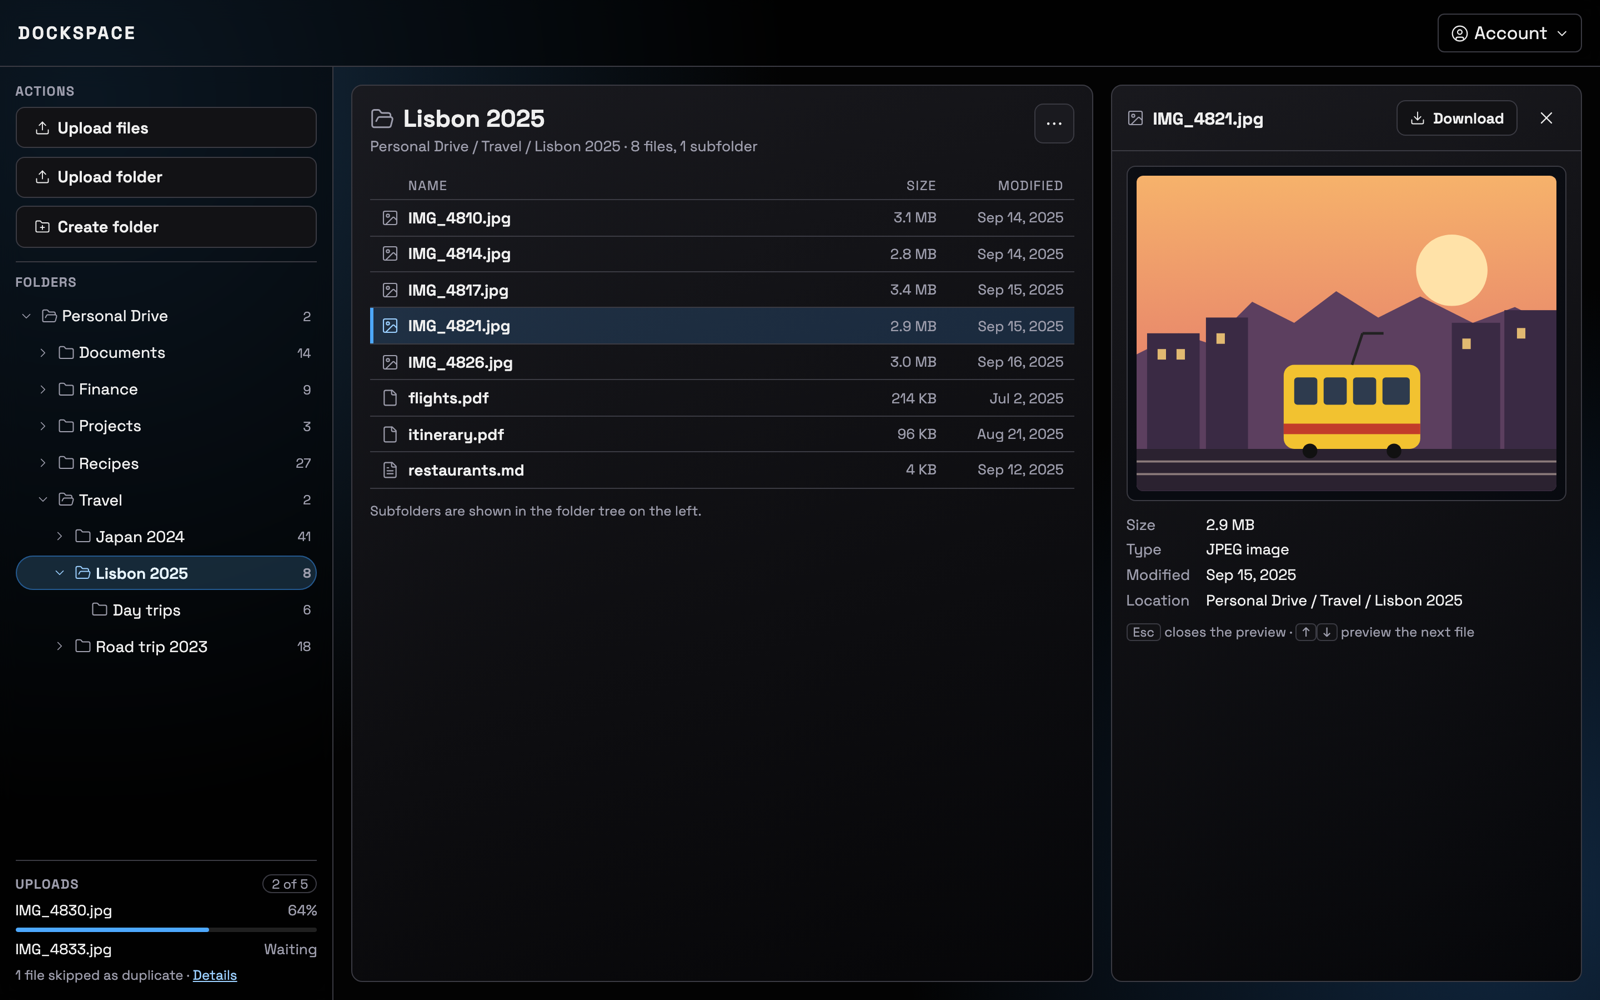 DOCKSPACE
Account
ACTIONS
Upload files
Upload folder
Create folder
FOLDERS
Personal Drive 2
Documents 14
Finance 9
Projects 3
Recipes 27
Travel 2
Japan 2024 41
Lisbon 2025 8
Day trips 6
Road trip 2023 18
UPLOADS 2 of 5
IMG_4830.jpg 64%
IMG_4833.jpg Waiting
1 file skipped as duplicate · Details
Lisbon 2025
...
Personal Drive / Travel / Lisbon 2025 · 8 files, 1 subfolder
NAME SIZE MODIFIED
IMG_4810.jpg 3.1 MB Sep 14, 2025
IMG_4814.jpg 2.8 MB Sep 14, 2025
IMG_4817.jpg 3.4 MB Sep 15, 2025
IMG_4821.jpg 2.9 MB Sep 15, 2025
IMG_4826.jpg 3.0 MB Sep 16, 2025
flights.pdf 214 KB Jul 2, 2025
itinerary.pdf 96 KB Aug 21, 2025
restaurants.md 4 KB Sep 12, 2025
Subfolders are shown in the folder tree on the left.
IMG_4821.jpg
Download
Size 2.9 MB
Type JPEG image
Modified Sep 15, 2025
Location Personal Drive / Travel / Lisbon 2025
Esc closes the preview · ↑ ↓ preview the next file